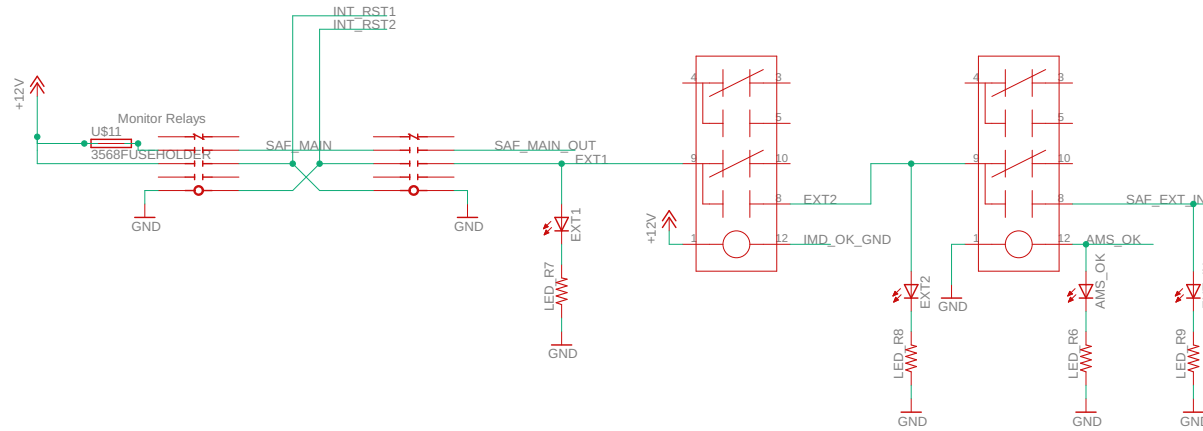 INT_RST1
INT_RST2
+12V
Monitor Relays
U$11
3568FUSEHOLDER
SAF_MAIN
SAF_MAIN_OUT
EXT1
GND
GND
EXT1
LED_R7
GND
4
3
5
9
10
8
EXT2
+12V
1
12
IMD_OK_GND
EXT2
LED_R8
GND
4
3
5
9
10
8
SAF_EXT_IN
1
12
AMS_OK
GND
AMS_OK
LED_R6
GND
LED_R9
GND